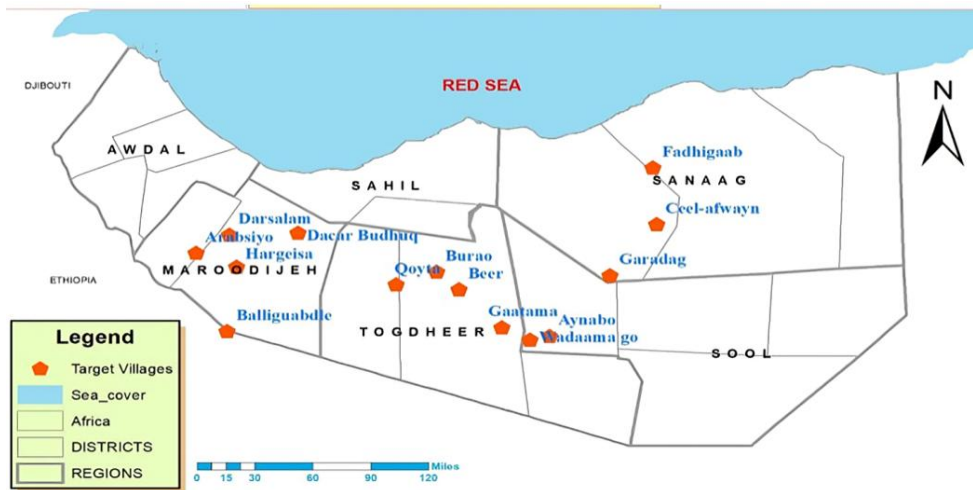 RED SEA
DJIBOUTI
N
AWDAL
Fadhigaab
SANAAG
SAHIL
Darsalam
Ceel-afwayn
Arabsiyo
Dacar Budhuq
Hargeisa
MAROODIJEH
Burao
Garadag
Qoyta
Beer
ETHIOPIA
Balliguabdle
Gaatama
Aynabo
TOGDHEER
Wadaama go
SOOL
Legend
Target Villages
Sea_cover
Africa
DISTRICTS
REGIONS
Miles
0 15 30 60 90 120